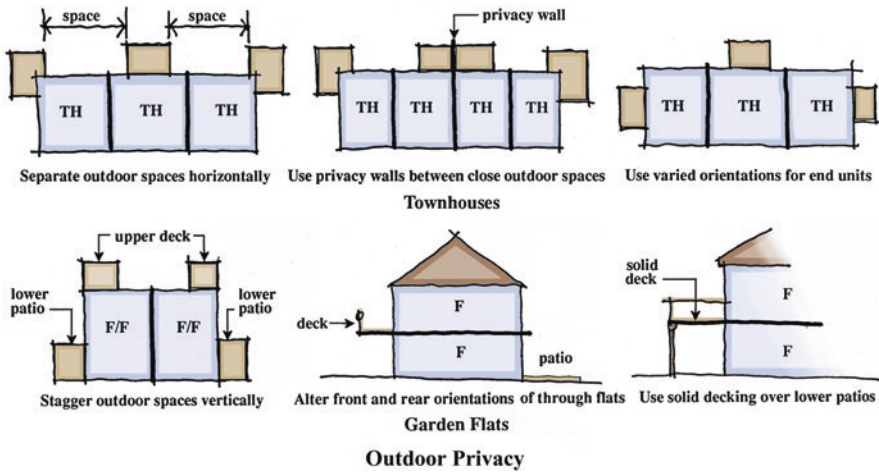 space space
privacy wall
TH TH TH
TH TH TH TH
TH TH TH
Separate outdoor spaces horizontally
Use privacy walls between close outdoor spaces
Use varied orientations for end units
Townhouses
upper deck
lower patio
lower patio
F/F F/F
deck
F
F
patio
solid deck
F
F
Stagger outdoor spaces vertically
Alter front and rear orientations of through flats
Use solid decking over lower patios
Garden Flats
Outdoor Privacy